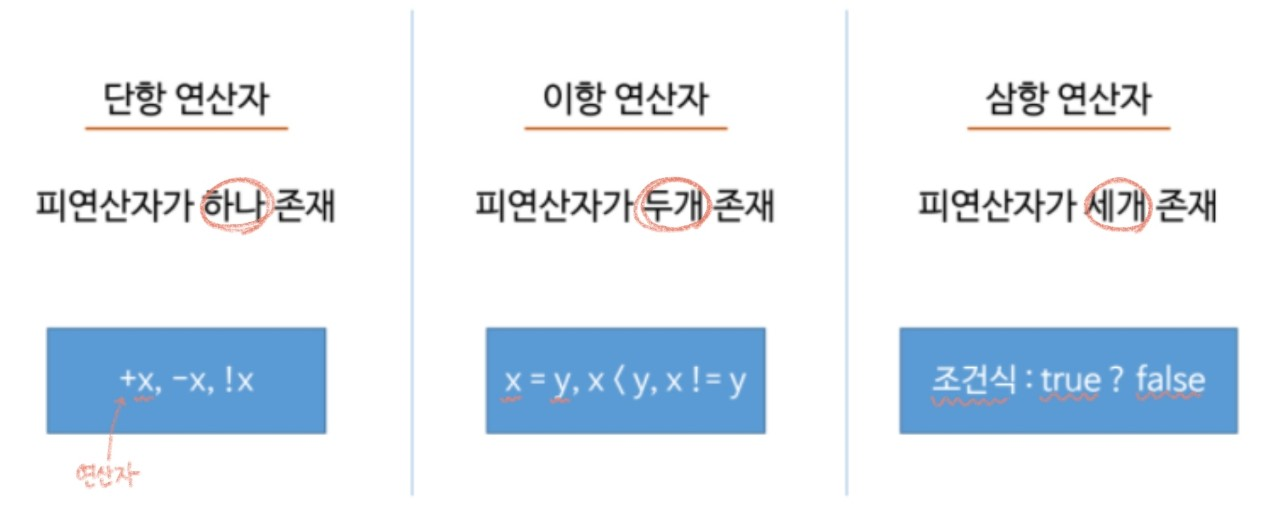 단항 연산자
피연산자가 하나 존재
+x, -x, !x
연산자
이항 연산자
피연산자가 두개 존재
x = y, x < y, x != y
삼항 연산자
피연산자가 세개 존재
조건식 : true ? false